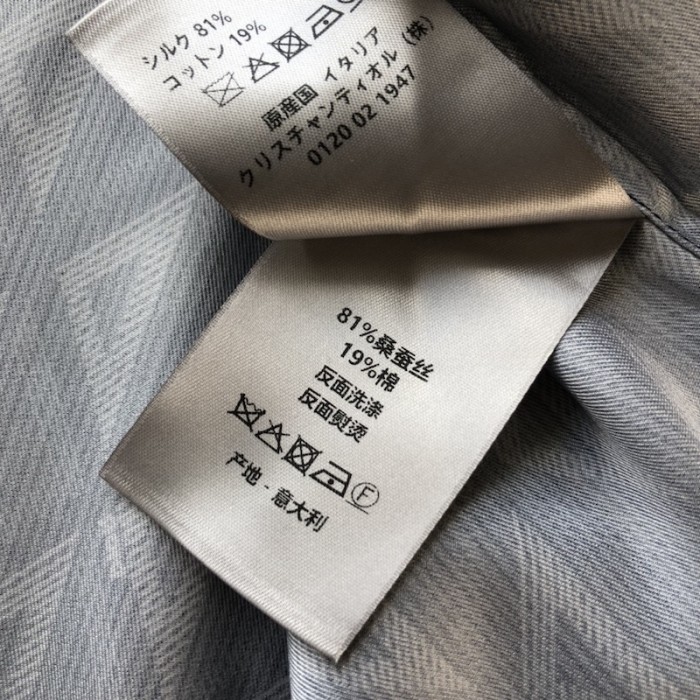 シルク 81%
コットン 19%
原産国 イタリア
クリスチャンディオル (株)
0120 02 1947
81%桑蚕丝
19%棉
反面洗涤
反面熨烫
F
产地 - 意大利